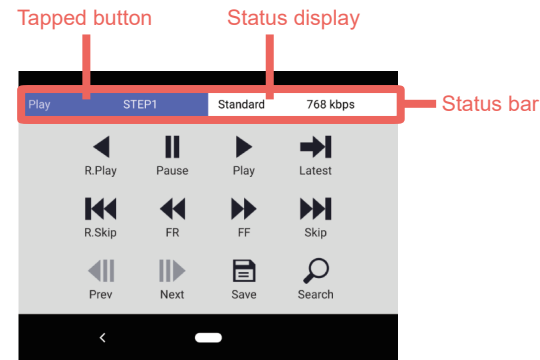 Tapped button
Status display
Play STEP1 Standard 768 kbps
Status bar
R.Play Pause Play Latest
R.Skip FR FF Skip
Prev Next Save Search